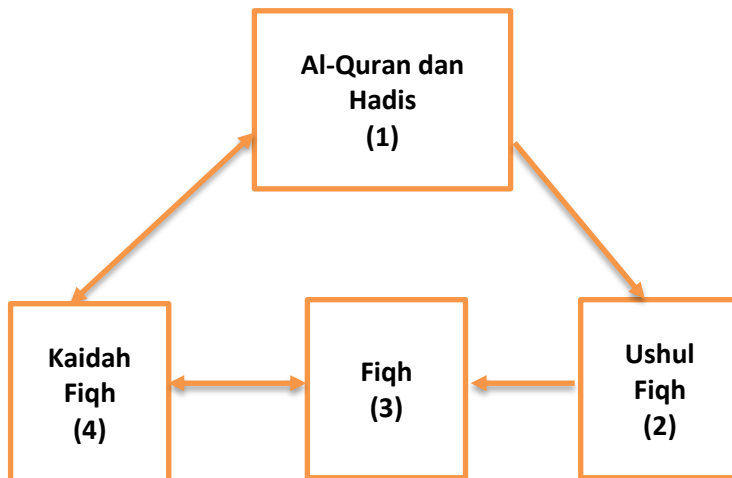 Al-Quran dan
Hadis
(1)
Kaidah
Fiqh
(4)
Fiqh
(3)
Ushul
Fiqh
(2)